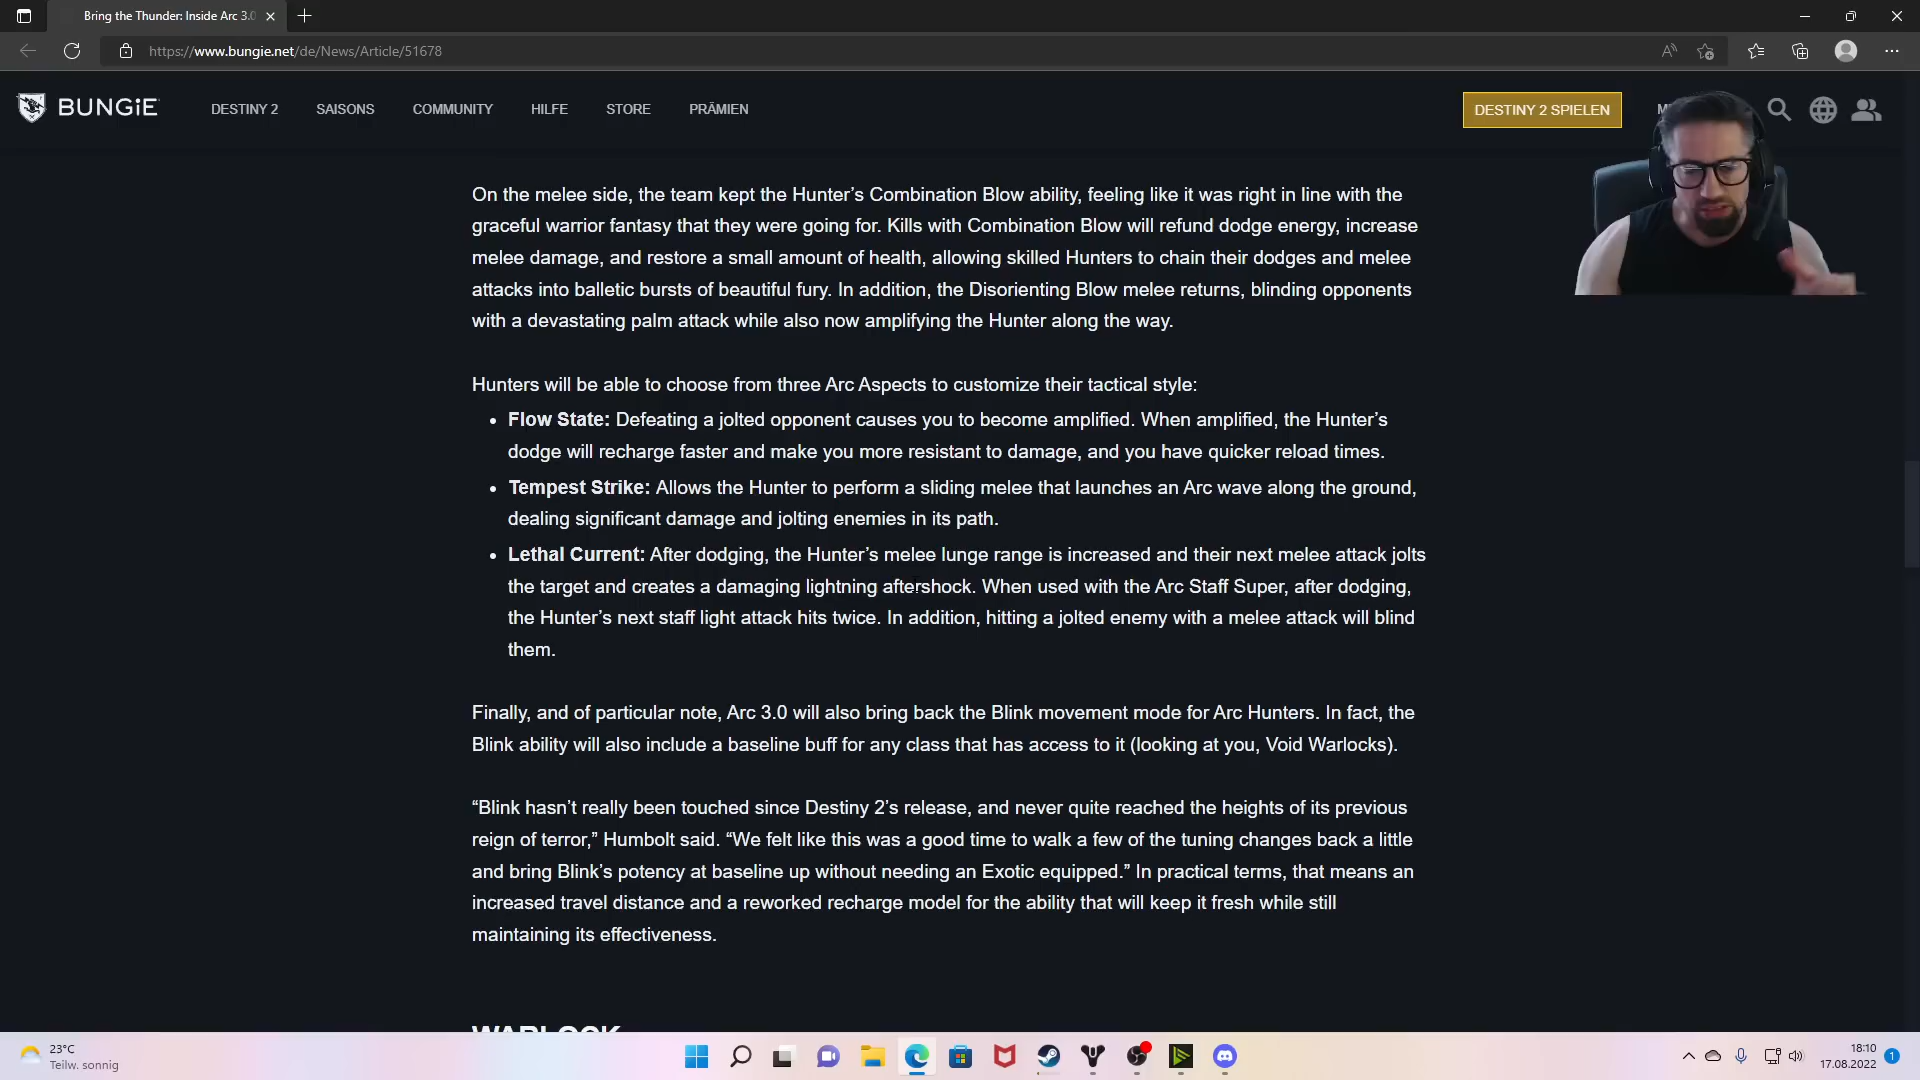 Bring the Thunder: Inside Arc 3.0
https://www.bungie.net/de/News/Article/51678
BUNGiE
DESTINY 2
SAISONS
COMMUNITY
HILFE
STORE
PRÄMIEN
DESTINY 2 SPIELEN
On the melee side, the team kept the Hunter’s Combination Blow ability, feeling like it was right in line with the
graceful warrior fantasy that they were going for. Kills with Combination Blow will refund dodge energy, increase
melee damage, and restore a small amount of health, allowing skilled Hunters to chain their dodges and melee
attacks into balletic bursts of beautiful fury. In addition, the Disorienting Blow melee returns, blinding opponents
with a devastating palm attack while also now amplifying the Hunter along the way.
Hunters will be able to choose from three Arc Aspects to customize their tactical style:
• Flow State: Defeating a jolted opponent causes you to become amplified. When amplified, the Hunter’s
dodge will recharge faster and make you more resistant to damage, and you have quicker reload times.
• Tempest Strike: Allows the Hunter to perform a sliding melee that launches an Arc wave along the ground,
dealing significant damage and jolting enemies in its path.
• Lethal Current: After dodging, the Hunter’s melee lunge range is increased and their next melee attack jolts
the target and creates a damaging lightning aftershock. When used with the Arc Staff Super, after dodging,
the Hunter’s next staff light attack hits twice. In addition, hitting a jolted enemy with a melee attack will blind
them.
Finally, and of particular note, Arc 3.0 will also bring back the Blink movement mode for Arc Hunters. In fact, the
Blink ability will also include a baseline buff for any class that has access to it (looking at you, Void Warlocks).
“Blink hasn’t really been touched since Destiny 2’s release, and never quite reached the heights of its previous
reign of terror,” Humbolt said. “We felt like this was a good time to walk a few of the tuning changes back a little
and bring Blink’s potency at baseline up without needing an Exotic equipped.” In practical terms, that means an
increased travel distance and a reworked recharge model for the ability that will keep it fresh while still
maintaining its effectiveness.
WARLOCK
23°C
Teilw. sonnig
18:10
17.08.2022
1